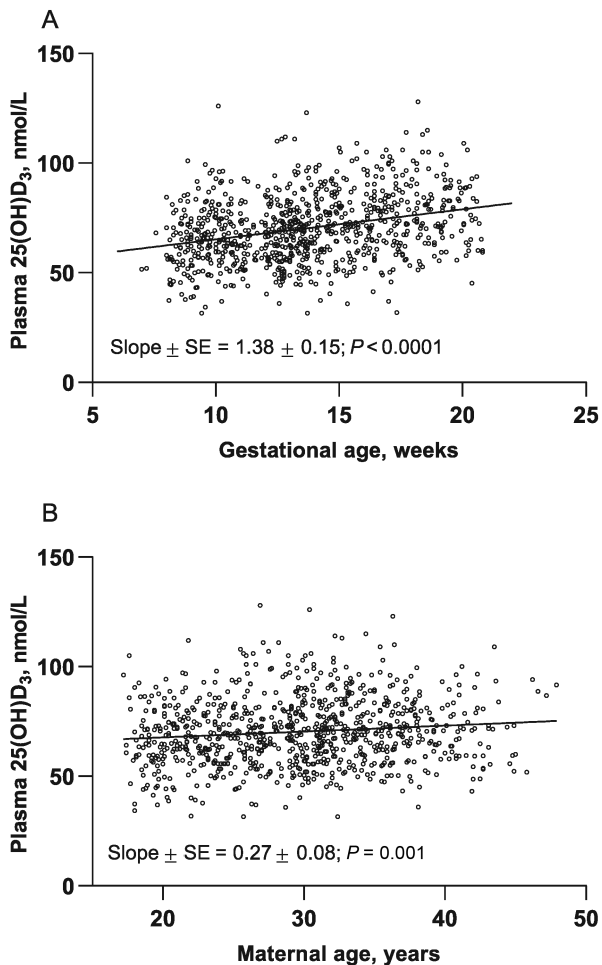 A
150
100
50
0
Plasma 25(OH)D₃, nmol/L
Slope ± SE = 1.38 ± 0.15; P < 0.0001
5 10 15 20 25
Gestational age, weeks
B
150
100
50
0
Plasma 25(OH)D₃, nmol/L
Slope ± SE = 0.27 ± 0.08; P = 0.001
20 30 40 50
Maternal age, years